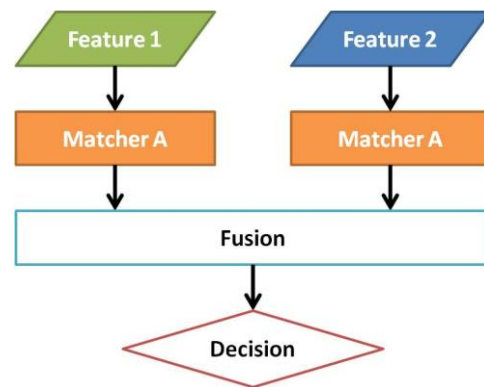 Feature 1
Feature 2
Matcher A
Matcher A
Fusion
Decision